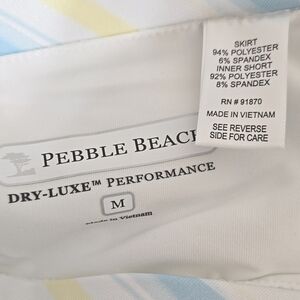 SKIRT
94% POLYESTER
6% SPANDEX
INNER SHORT
92% POLYESTER
8% SPANDEX
RN # 91870
MADE IN VIETNAM
SEE REVERSE
SIDE FOR CARE
PEBBLE BEAC
DRY-LUXE™ PERFORMANCE
M
Made in Vietnam